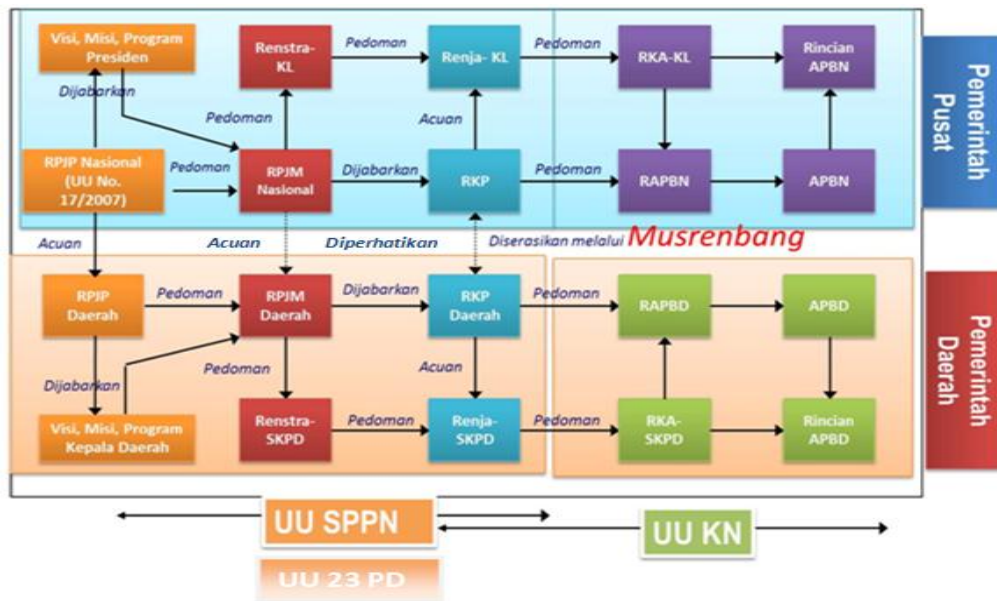 Visi, Misi, Program
Presiden
Renstra-
KL
Pedoman
Renja- KL
Pedoman
RKA-KL
Rincian
APBN
Dijabarkan
Pedoman
Acuan
RPJP Nasional
(UU No.
17/2007)
Pedoman
RPJM
Nasional
Dijabarkan
RKP
Pedoman
RAPBN
APBN
Pemerintah
Pusat
Acuan
Acuan
Diperhatikan
Diserasikan melalui Musrenbang
RPJP
Daerah
Pedoman
RPJM
Daerah
Dijabarkan
RKP
Daerah
Pedoman
RAPBD
APBD
Dijabarkan
Pedoman
Acuan
Visi, Misi, Program
Kepala Daerah
Renstra-
SKPD
Pedoman
Renja-
SKPD
Pedoman
RKA-
SKPD
Rincian
APBD
Pemerintah
Daerah
UU SPPN
UU KN
UU 23 PD